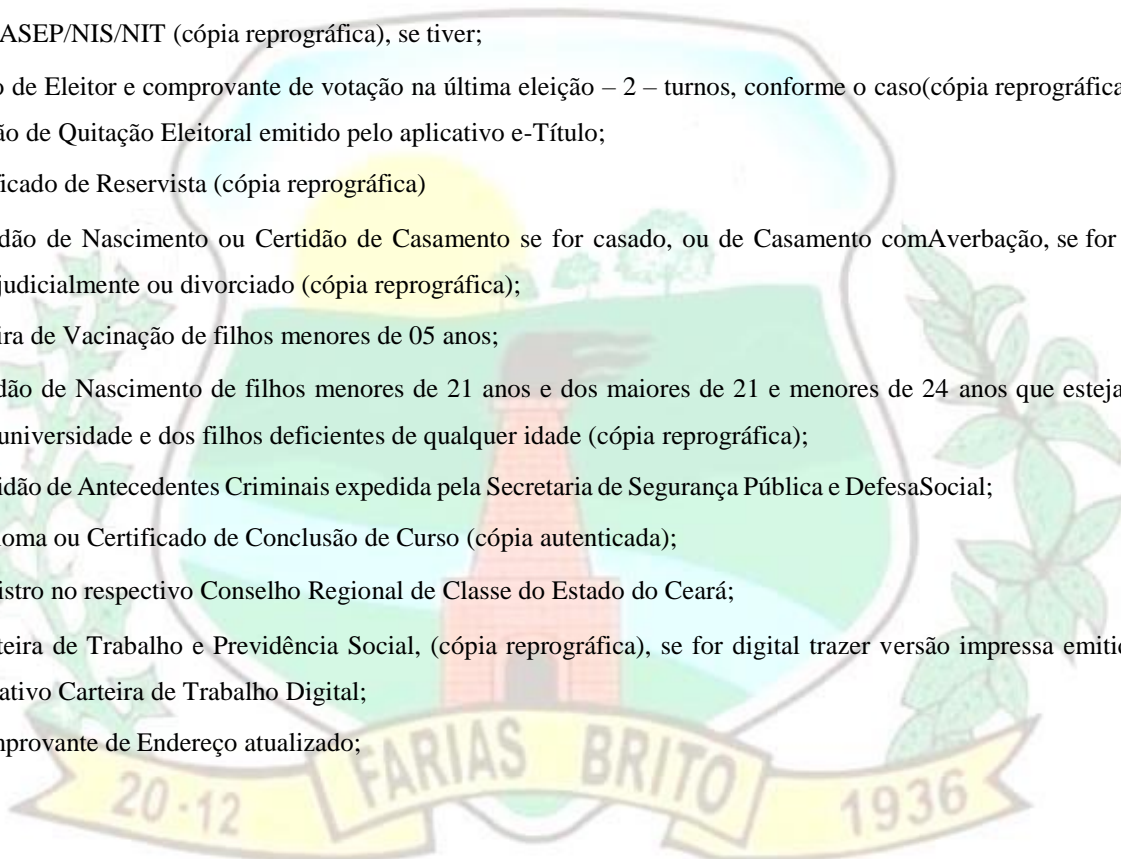 ASEP/NIS/NIT (cópia reprográfica), se tiver;
o de Eleitor e comprovante de votação na última eleição – 2 – turnos, conforme o caso(cópia reprográfica
ão de Quitação Eleitoral emitido pelo aplicativo e-Título;
ficado de Reservista (cópia reprográfica)
dão de Nascimento ou Certidão de Casamento se for casado, ou de Casamento comAverbação, se for
judicialmente ou divorciado (cópia reprográfica);
ira de Vacinação de filhos menores de 05 anos;
dão de Nascimento de filhos menores de 21 anos e dos maiores de 21 e menores de 24 anos que esteja
universidade e dos filhos deficientes de qualquer idade (cópia reprográfica);
idão de Antecedentes Criminais expedida pela Secretaria de Segurança Pública e DefesaSocial;
oma ou Certificado de Conclusão de Curso (cópia autenticada);
istro no respectivo Conselho Regional de Classe do Estado do Ceará;
teira de Trabalho e Previdência Social, (cópia reprográfica), se for digital trazer versão impressa emiti
ativo Carteira de Trabalho Digital;
mprovante de Endereço atualizado;
FARIAS BRITO
20-12 1936